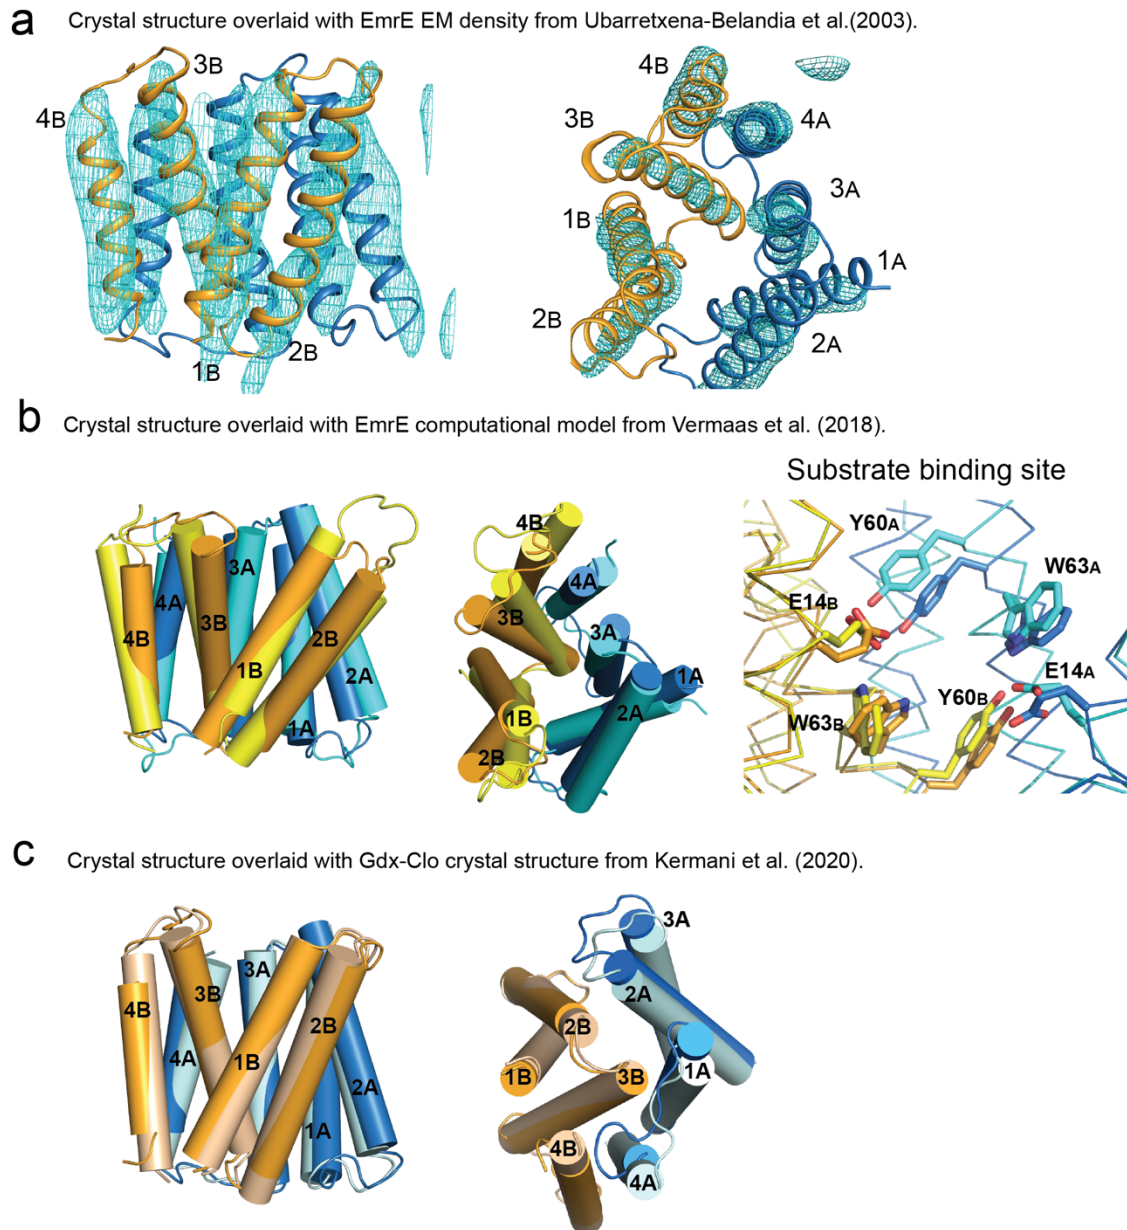 a Crystal structure overlaid with EmrE EM density from Ubarretxena-Belandia et al.(2003).
3B
4B
1B
2B
4B
4A
3B
3A
1B
1A
2B
2A
b Crystal structure overlaid with EmrE computational model from Vermaas et al. (2018).
Substrate binding site
3A
4A
4B
3B
2B
1B
2A
1A
4B
4A
3B
3A
1A
1B
2A
2B
Y60A
W63A
E14B
E14A
Y60B
W63B
c Crystal structure overlaid with Gdx-Clo crystal structure from Kermani et al. (2020).
3A
4B
3B
2B
4A
1B
2A
1A
3A
2A
2B
1B
3B
1A
4B
4A